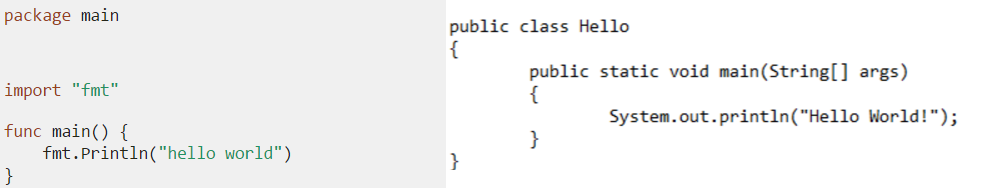 package main
import "fmt"
func main() {
    fmt.Println("hello world")
}
public class Hello
{
        public static void main(String[] args)
        {
                System.out.println("Hello World!");
        }
}